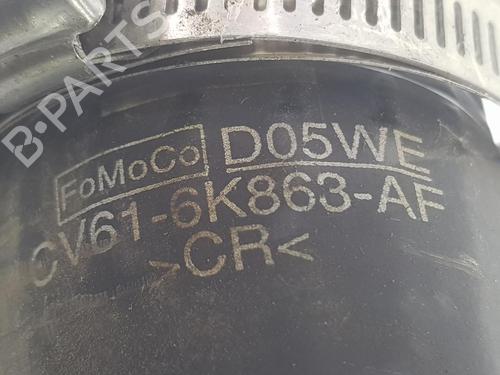 B-PARTS
FoMoCo D05WE
CV61-6K863-AF
>CR<